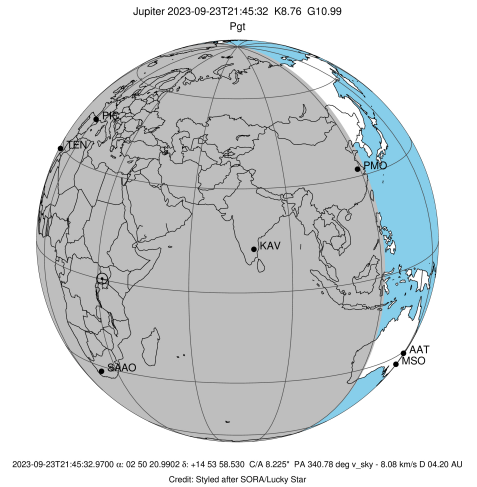 Jupiter 2023-09-23T21:45:32 K8.76 G10.99
Pgt
PIC
TEN
PMO
KAV
SAAO
AAT
MSO
2023-09-23T21:45:32.9700 α: 02 50 20.9902 δ: +14 53 58.530 C/A 8.225" PA 340.78 deg v_sky - 8.08 km/s D 04.20 AU
Credit: Styled after SORA/Lucky Star